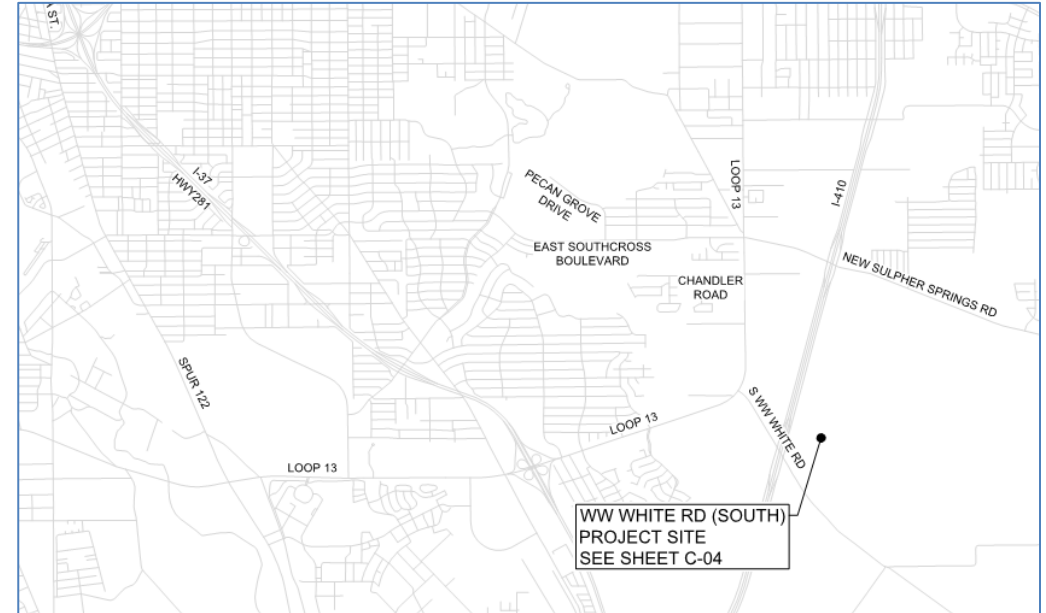 A ST.
I-37
HWY281
PECAN GROVE
DRIVE
LOOP 13
I-410
EAST SOUTHCROSS
BOULEVARD
CHANDLER
ROAD
NEW SULPHER SPRINGS RD
SPUR 122
S WW WHITE RD
LOOP 13
LOOP 13
WW WHITE RD (SOUTH)
PROJECT SITE
SEE SHEET C-04